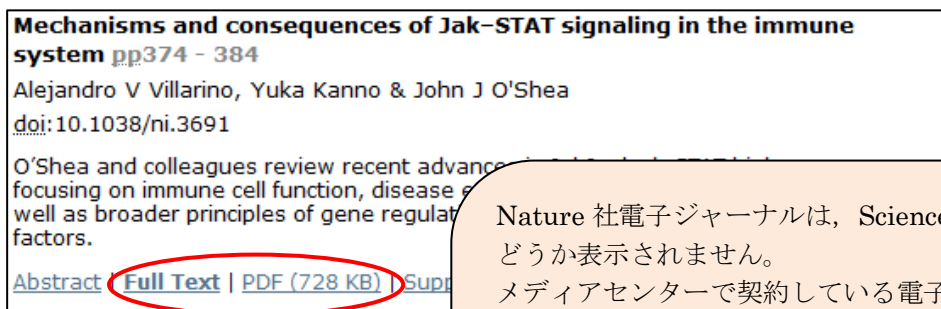 Mechanisms and consequences of Jak–STAT signaling in the immune
system pp374 - 384
Alejandro V Villarino, Yuka Kanno & John J O'Shea
doi:10.1038/ni.3691
O'Shea and colleagues review recent advances
focusing on immune cell function, disease
well as broader principles of gene regulat
factors.
Abstract | Full Text | PDF (728 KB) | Supp
Nature 社電子ジャーナルは，Science
どうか表示されません。
メディアセンターで契約している電子